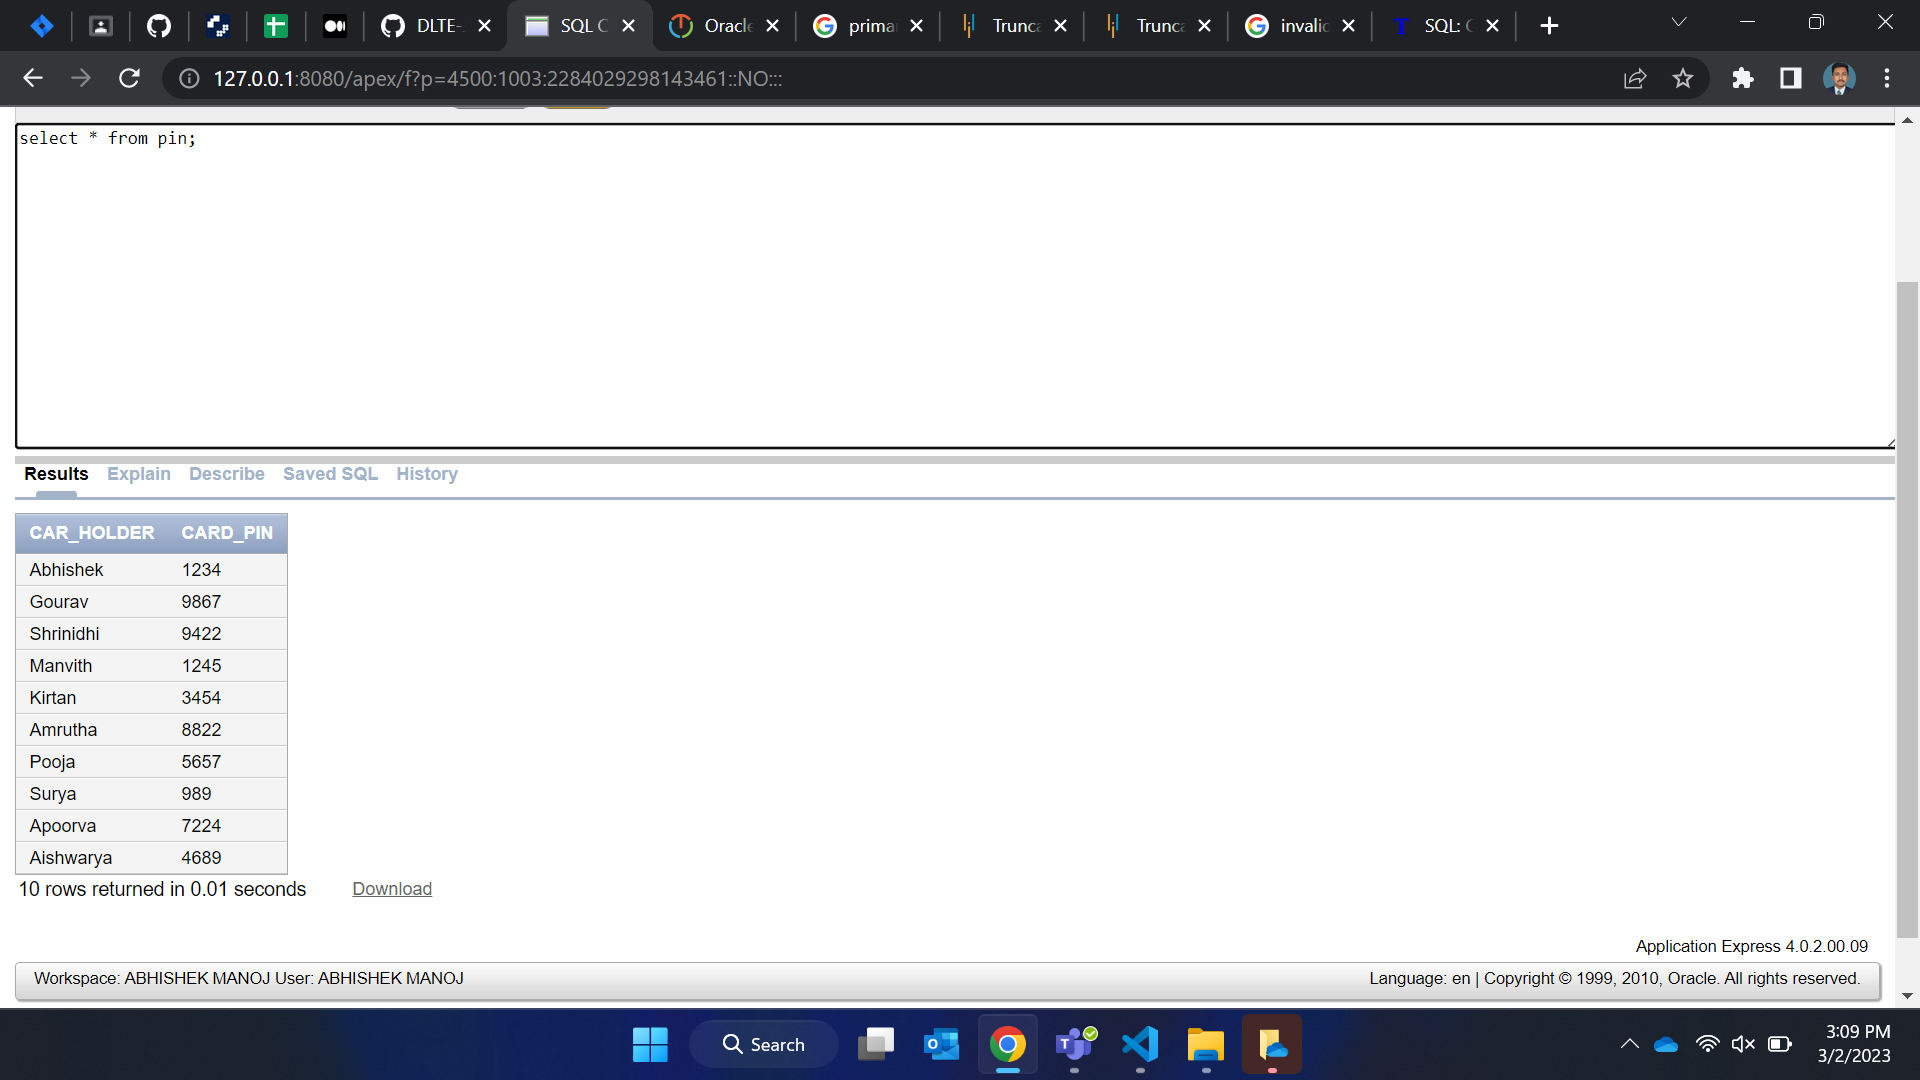 DLTE-
SQL C
Oracle
prima
Trunca
Trunca
invalid
SQL: C
127.0.0.1:8080/apex/f?p=4500:1003:2284029298143461::NO:::
select * from pin;
Results Explain Describe Saved SQL History
CAR_HOLDER CARD_PIN
Abhishek 1234
Gourav 9867
Shrinidhi 9422
Manvith 1245
Kirtan 3454
Amrutha 8822
Pooja 5657
Surya 989
Apoorva 7224
Aishwarya 4689
10 rows returned in 0.01 seconds Download
Application Express 4.0.2.00.09
Workspace: ABHISHEK MANOJ User: ABHISHEK MANOJ
Language: en | Copyright © 1999, 2010, Oracle. All rights reserved.
Search
3:09 PM
3/2/2023